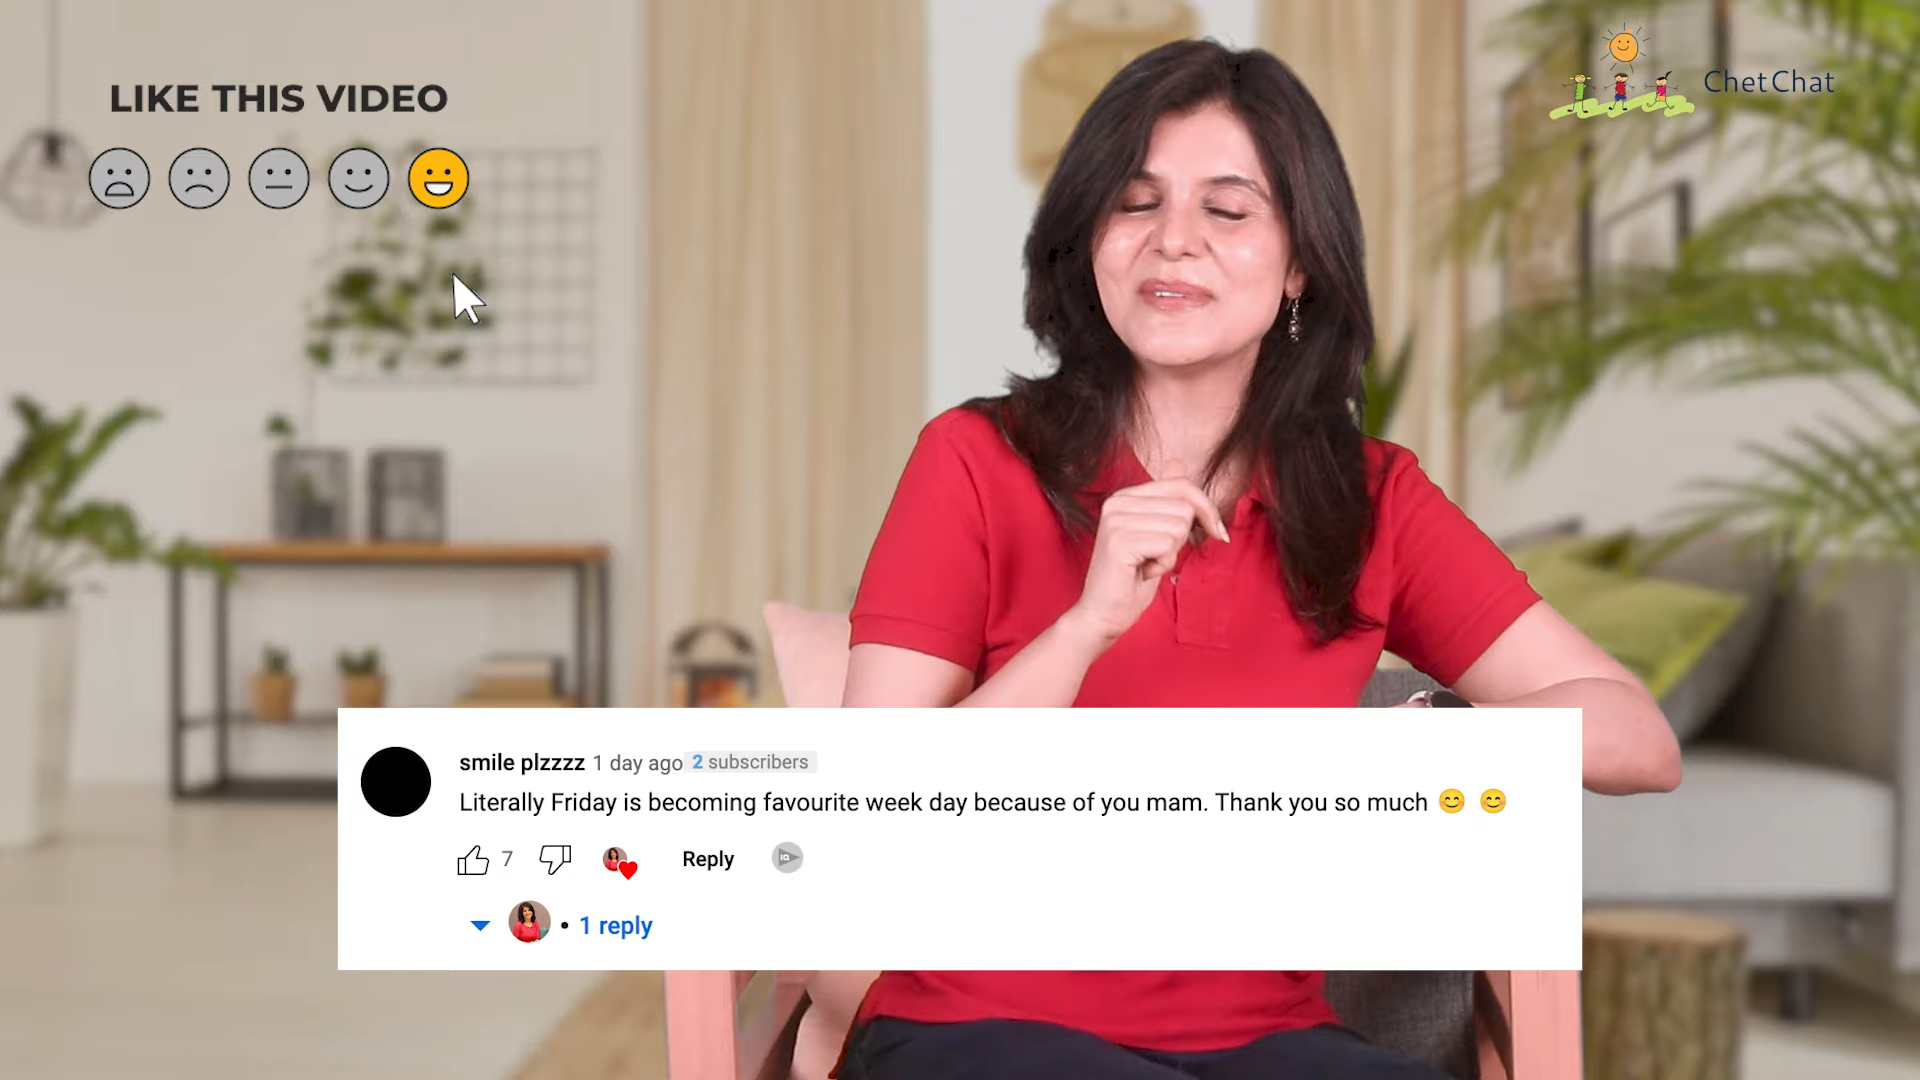 LIKE THIS VIDEO
ChetChat
smile plzzzz 1 day ago 2 subscribers
Literally Friday is becoming favourite week day because of you mam. Thank you so much 😊 😊
7 Reply IQ
• 1 reply